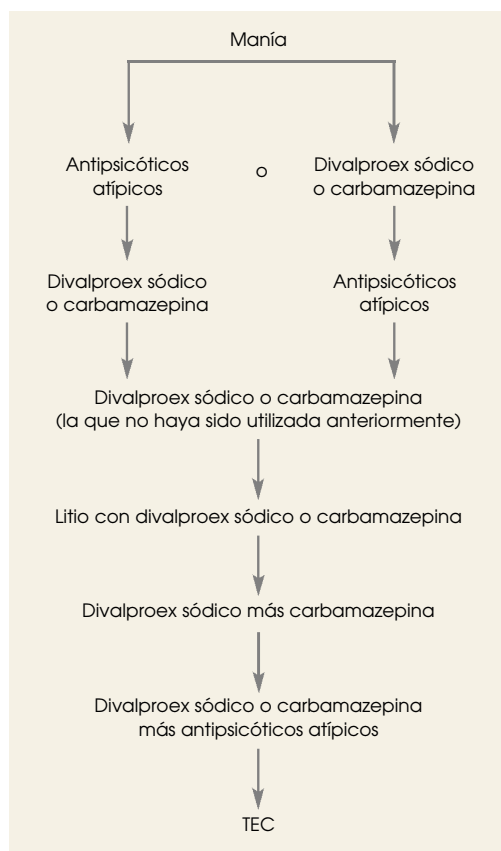 Manía
Antipsicóticos
atípicos
o
Divalproex sódico
o carbamazepina
Divalproex sódico
o carbamazepina
Antipsicóticos
atípicos
Divalproex sódico o carbamazepina
(la que no haya sido utilizada anteriormente)
Litio con divalproex sódico o carbamazepina
Divalproex sódico más carbamazepina
Divalproex sódico o carbamazepina
más antipsicóticos atípicos
TEC